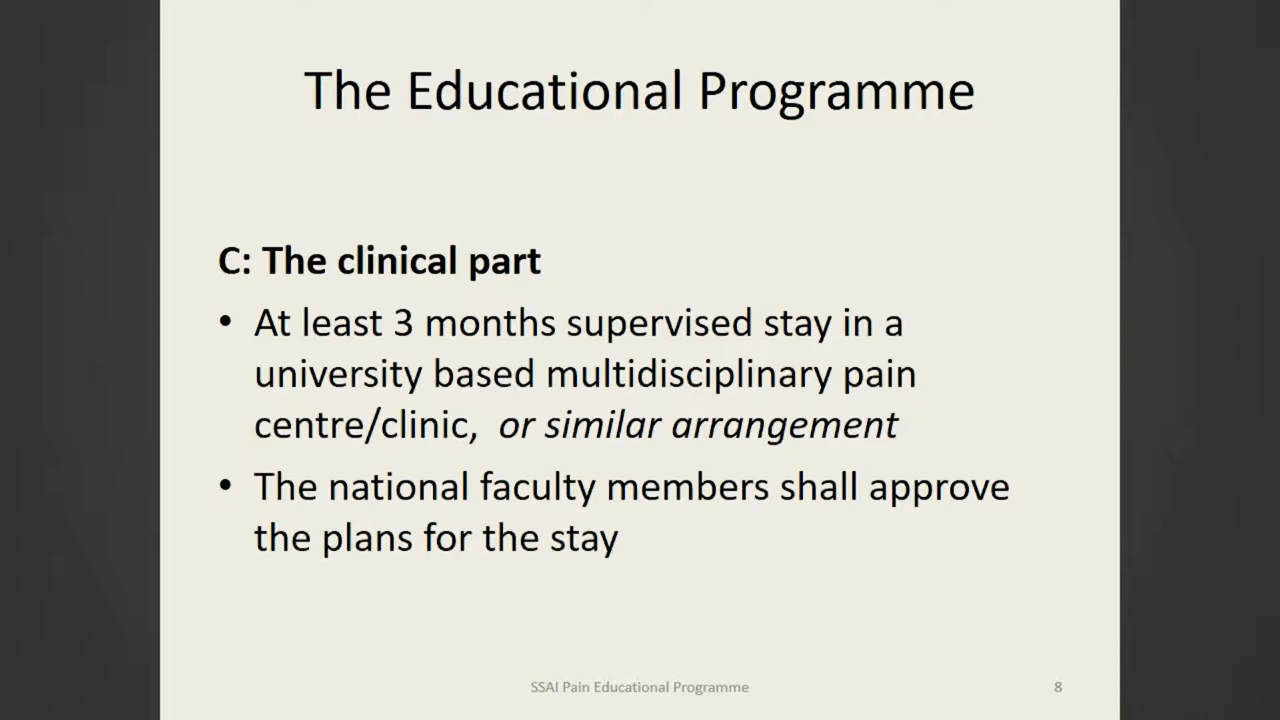 The Educational Programme
C: The clinical part
• At least 3 months supervised stay in a
university based multidisciplinary pain
centre/clinic, or similar arrangement
• The national faculty members shall approve
the plans for the stay
SSAI Pain Educational Programme
8